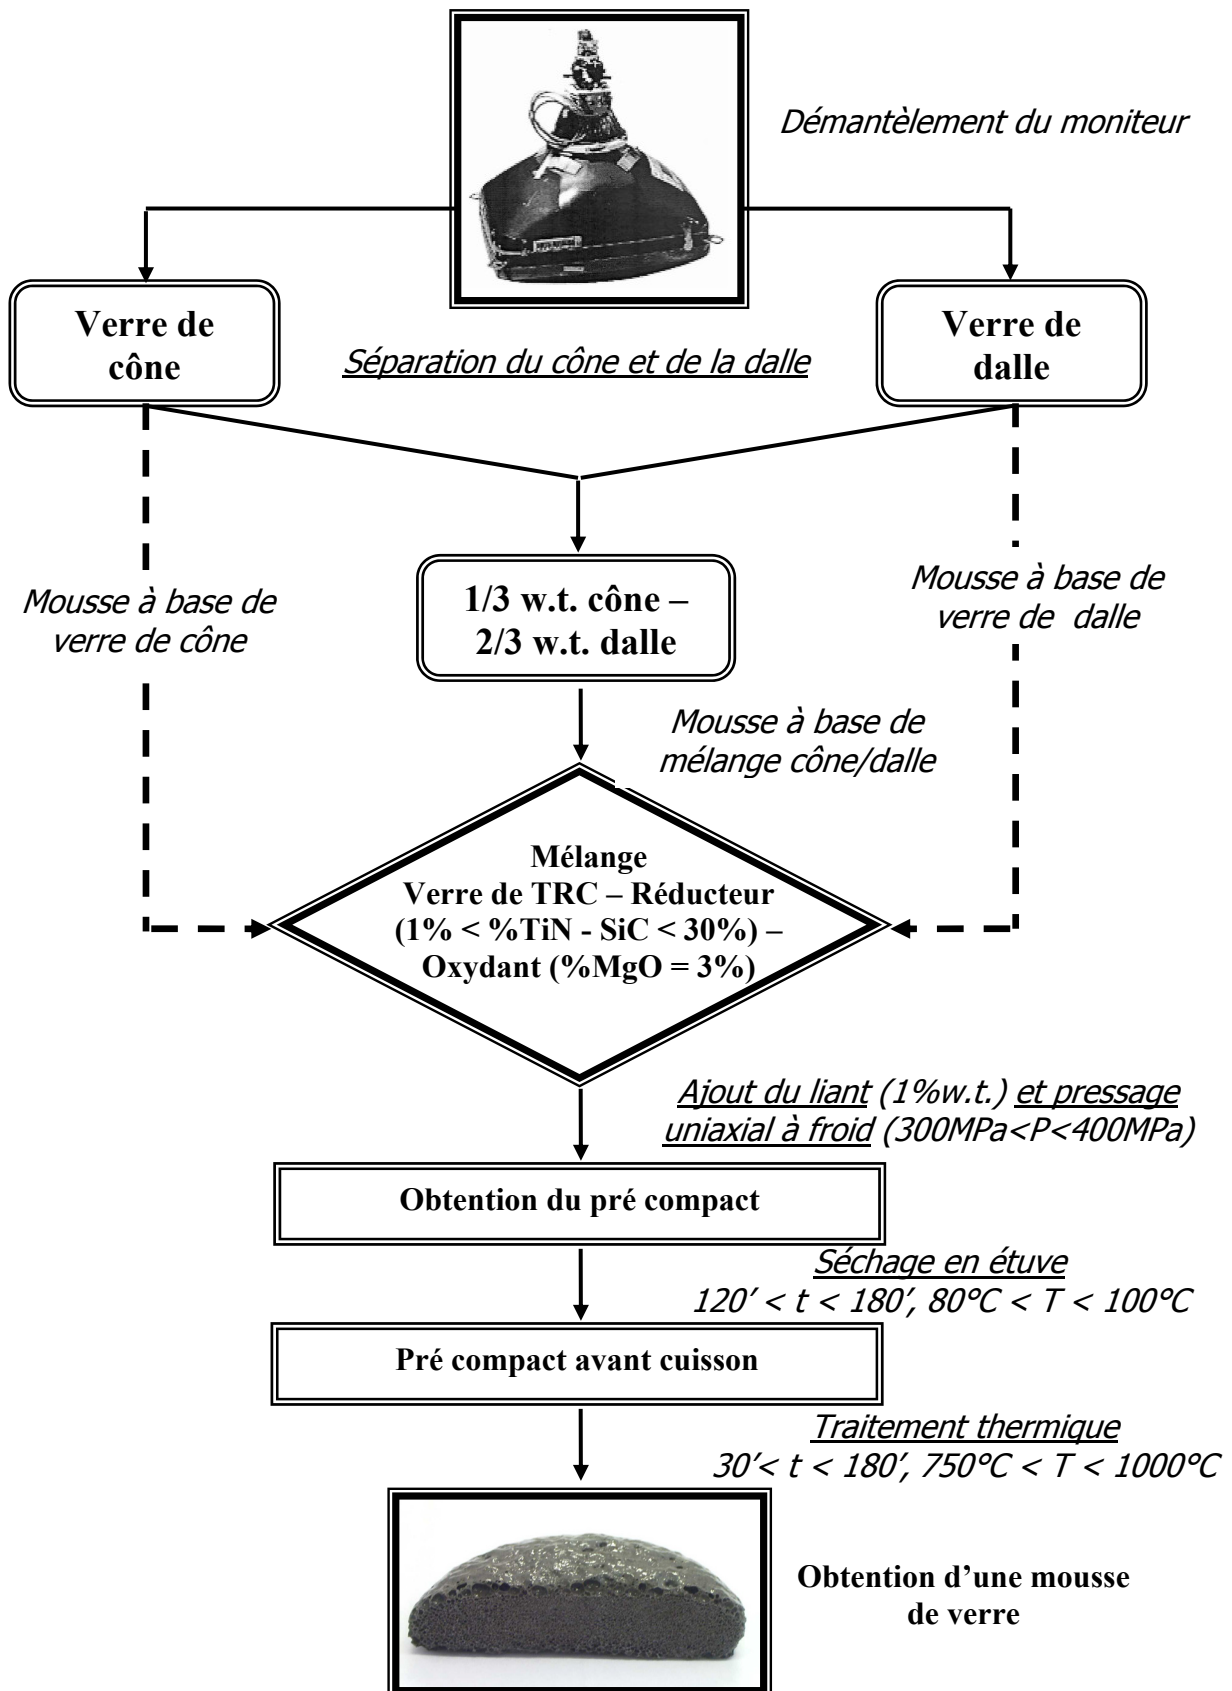 Démantèlement du moniteur
Verre de
cône
Séparation du cône et de la dalle
Verre de
dalle
Mousse à base de
verre de cône
1/3 w.t. cône –
2/3 w.t. dalle
Mousse à base de
verre de dalle
Mousse à base de
mélange cône/dalle
Mélange
Verre de TRC – Réducteur
(1% < %TiN - SiC < 30%) –
Oxydant (%MgO = 3%)
Ajout du liant (1%w.t.) et pressage
uniaxial à froid (300MPa<P<400MPa)
Obtention du pré compact
Séchage en étuve
120’ < t < 180’, 80°C < T < 100°C
Pré compact avant cuisson
Traitement thermique
30’< t < 180’, 750°C < T < 1000°C
Obtention d’une mousse
de verre